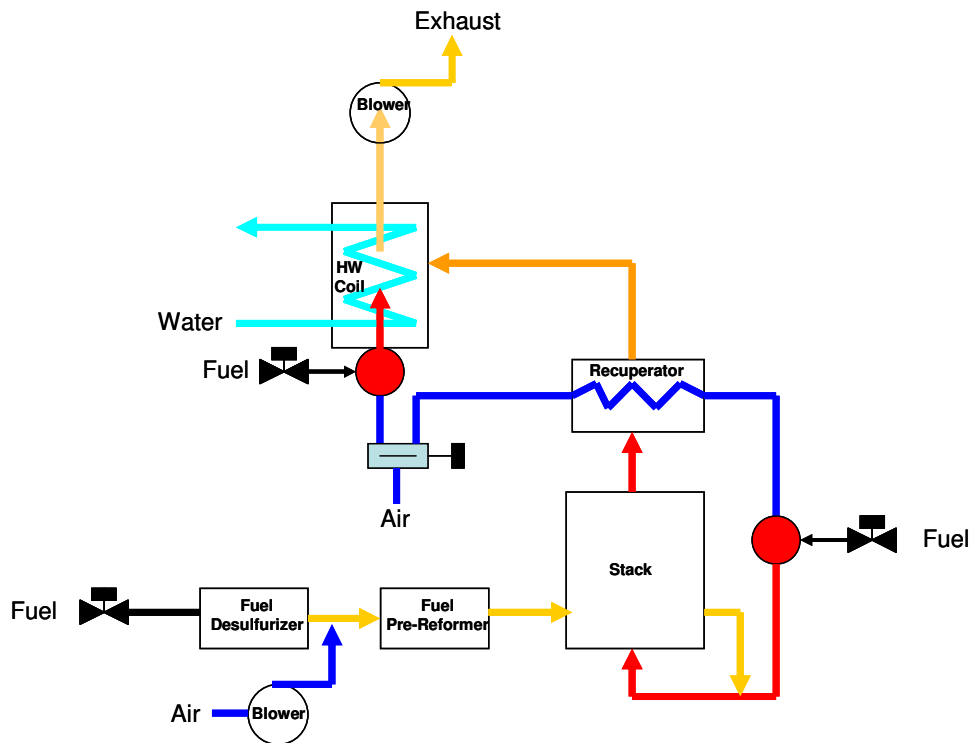 Exhaust
Blower
HW
Coil
Water
Fuel
Recuperator
Air
Stack
Fuel
Fuel
Fuel
Desulfurizer
Fuel
Pre-Reformer
Air
Blower